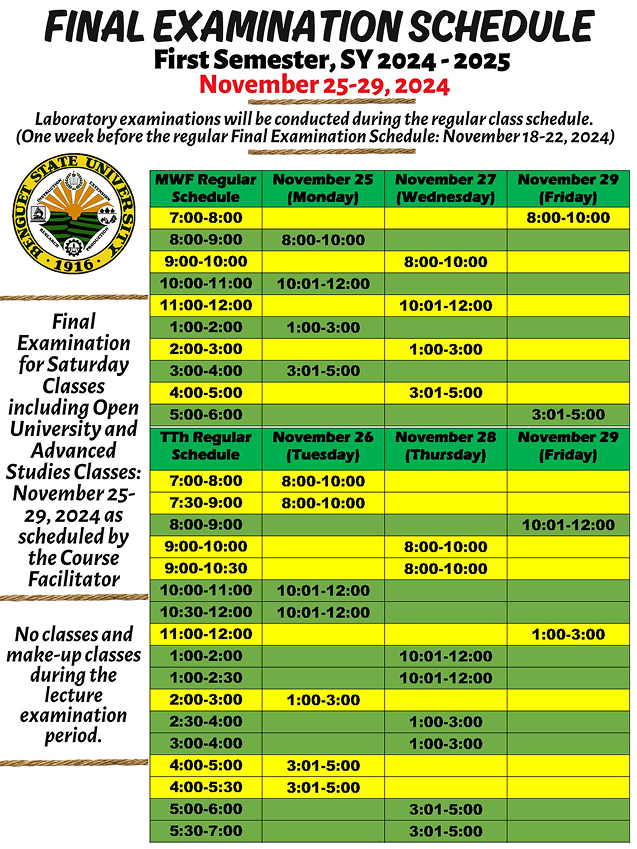 FINAL EXAMINATION SCHEDULE
First Semester, SY 2024 - 2025
November 25-29, 2024
Laboratory examinations will be conducted during the regular class schedule.
(One week before the regular Final Examination Schedule: November 18-22, 2024)
BENGUET STATE UNIVERSITY
INSTRUCTION
EXTENSION
RESEARCH
PRODUCTION
· 1916 ·
Final
Examination
for Saturday
Classes
including Open
University and
Advanced
Studies Classes:
November 25-
29, 2024 as
scheduled by
the Course
Facilitator
No classes and
make-up classes
during the
lecture
examination
period.
MWF Regular Schedule November 25 (Monday) November 27 (Wednesday) November 29 (Friday)
7:00-8:00 8:00-10:00
8:00-9:00 8:00-10:00
9:00-10:00 8:00-10:00
10:00-11:00 10:01-12:00
11:00-12:00 10:01-12:00
1:00-2:00 1:00-3:00
2:00-3:00 1:00-3:00
3:00-4:00 3:01-5:00
4:00-5:00 3:01-5:00
5:00-6:00 3:01-5:00
TTh Regular Schedule November 26 (Tuesday) November 28 (Thursday) November 29 (Friday)
7:00-8:00 8:00-10:00
7:30-9:00 8:00-10:00
8:00-9:00 10:01-12:00
9:00-10:00 8:00-10:00
9:00-10:30 8:00-10:00
10:00-11:00 10:01-12:00
10:30-12:00 10:01-12:00
11:00-12:00 1:00-3:00
1:00-2:00 10:01-12:00
1:00-2:30 10:01-12:00
2:00-3:00 1:00-3:00
2:30-4:00 1:00-3:00
3:00-4:00 1:00-3:00
4:00-5:00 3:01-5:00
4:00-5:30 3:01-5:00
5:00-6:00 3:01-5:00
5:30-7:00 3:01-5:00